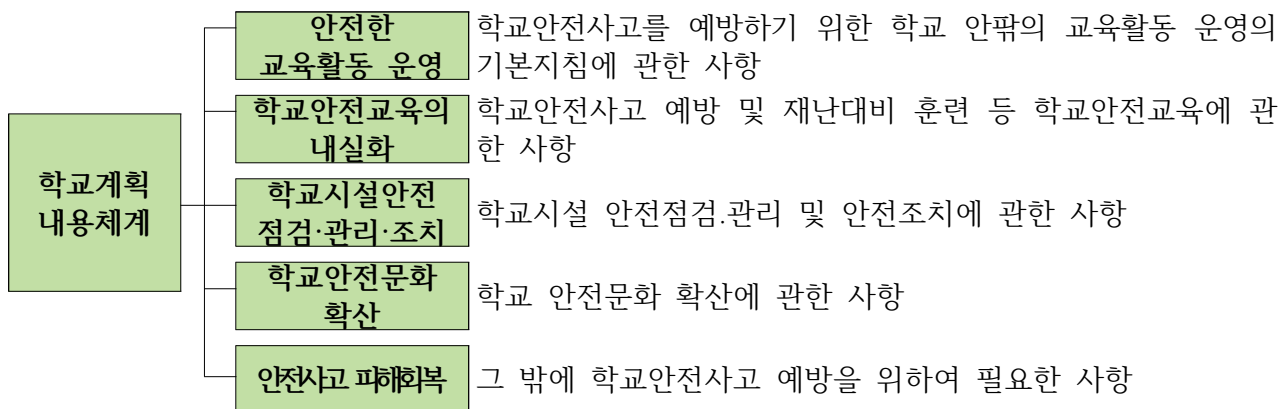 학교계획
내용체계
안전한
교육활동 운영
학교안전사고를 예방하기 위한 학교 안팎의 교육활동 운영의
기본지침에 관한 사항
학교안전교육의
내실화
학교안전사고 예방 및 재난대비 훈련 등 학교안전교육에 관
한 사항
학교시설안전
점검·관리·조치
학교시설 안전점검.관리 및 안전조치에 관한 사항
학교안전문화
확산
학교 안전문화 확산에 관한 사항
안전사고 피해회복
그 밖에 학교안전사고 예방을 위하여 필요한 사항